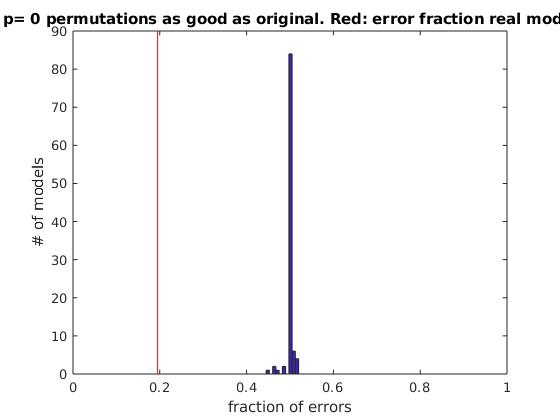 p= 0 permutations as good as original. Red: error fraction real mod
90
80
70
60
50
40
30
20
10
0
# of models
0 0.2 0.4 0.6 0.8 1
fraction of errors